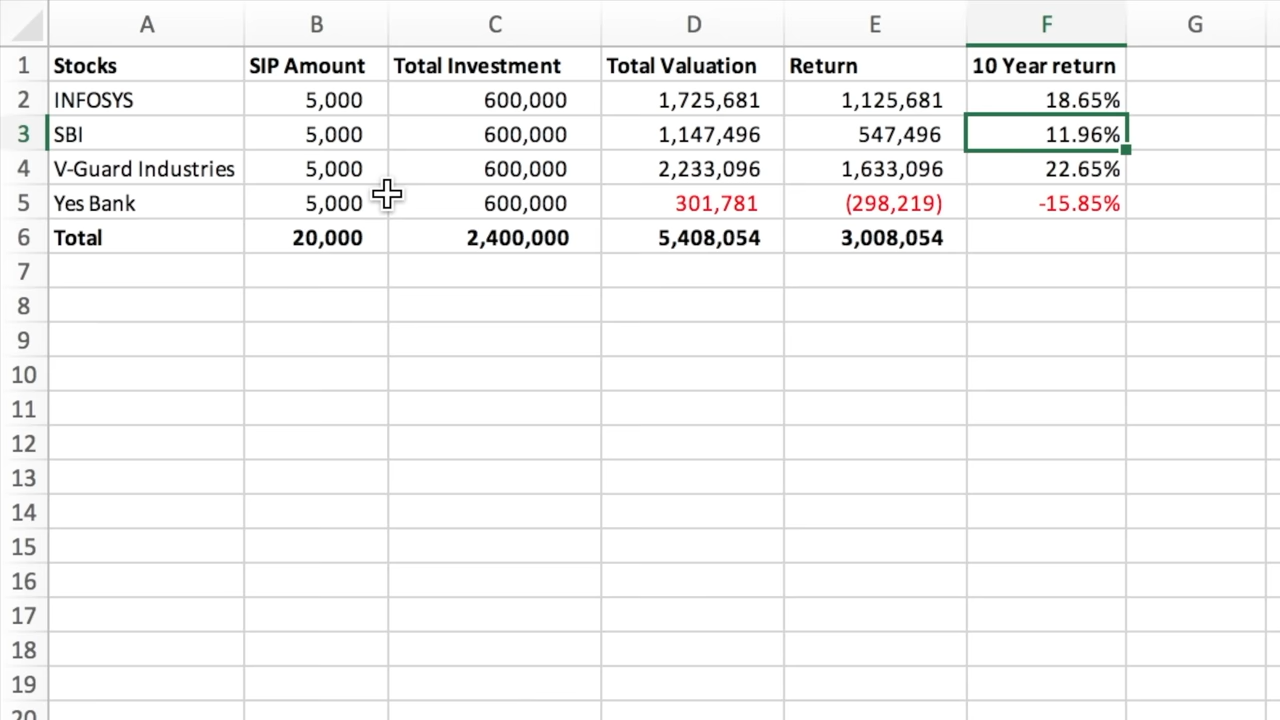 A B C D E F G
1 Stocks SIP Amount Total Investment Total Valuation Return 10 Year return
2 INFOSYS 5,000 600,000 1,725,681 1,125,681 18.65%
3 SBI 5,000 600,000 1,147,496 547,496 11.96%
4 V-Guard Industries 5,000 600,000 2,233,096 1,633,096 22.65%
5 Yes Bank 5,000 600,000 301,781 (298,219) -15.85%
6 Total 20,000 2,400,000 5,408,054 3,008,054
7
8
9
10
11
12
13
14
15
16
17
18
19
20